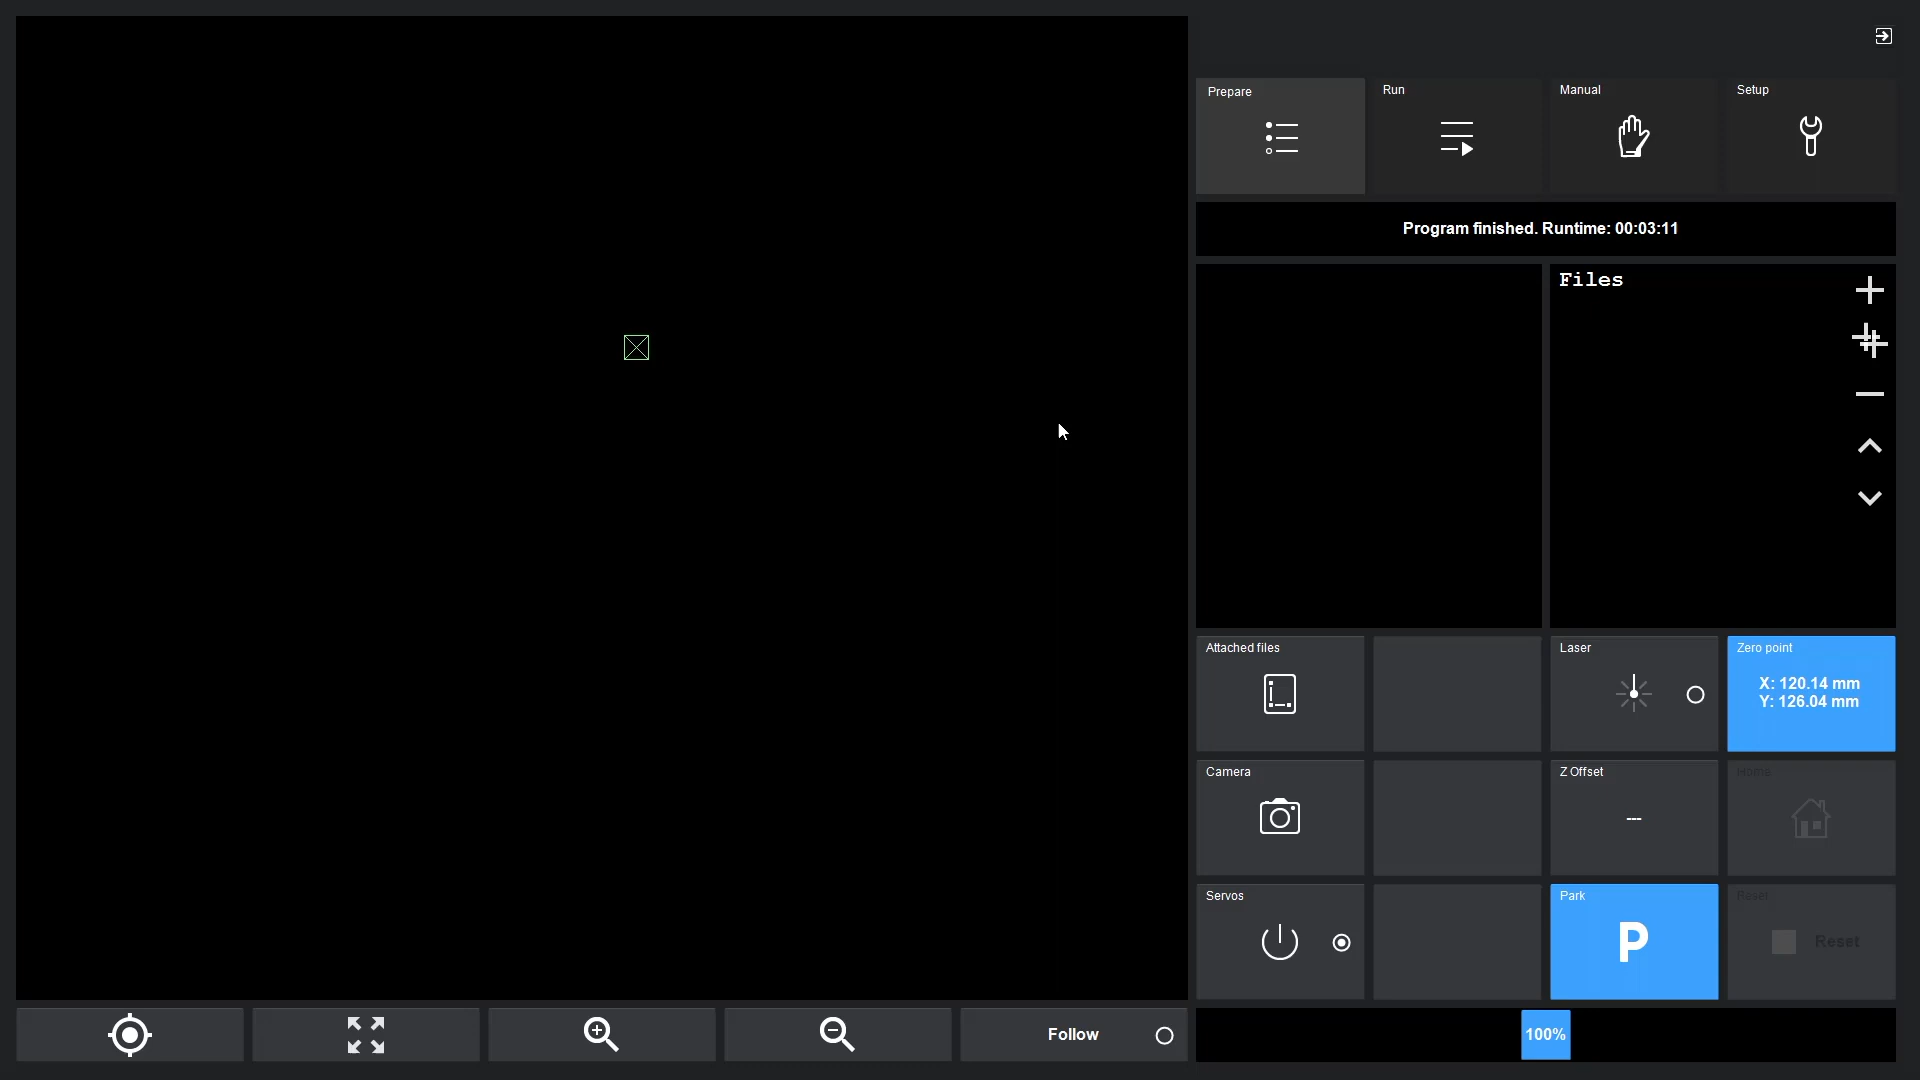 Prepare
Run
Manual
Setup
Program finished. Runtime: 00:03:11
Files
Attached files
Laser
Zero point
X: 120.14 mm
Y: 126.04 mm
Camera
Z Offset
---
Home
Servos
Park
P
Reset
Reset
Follow
100%